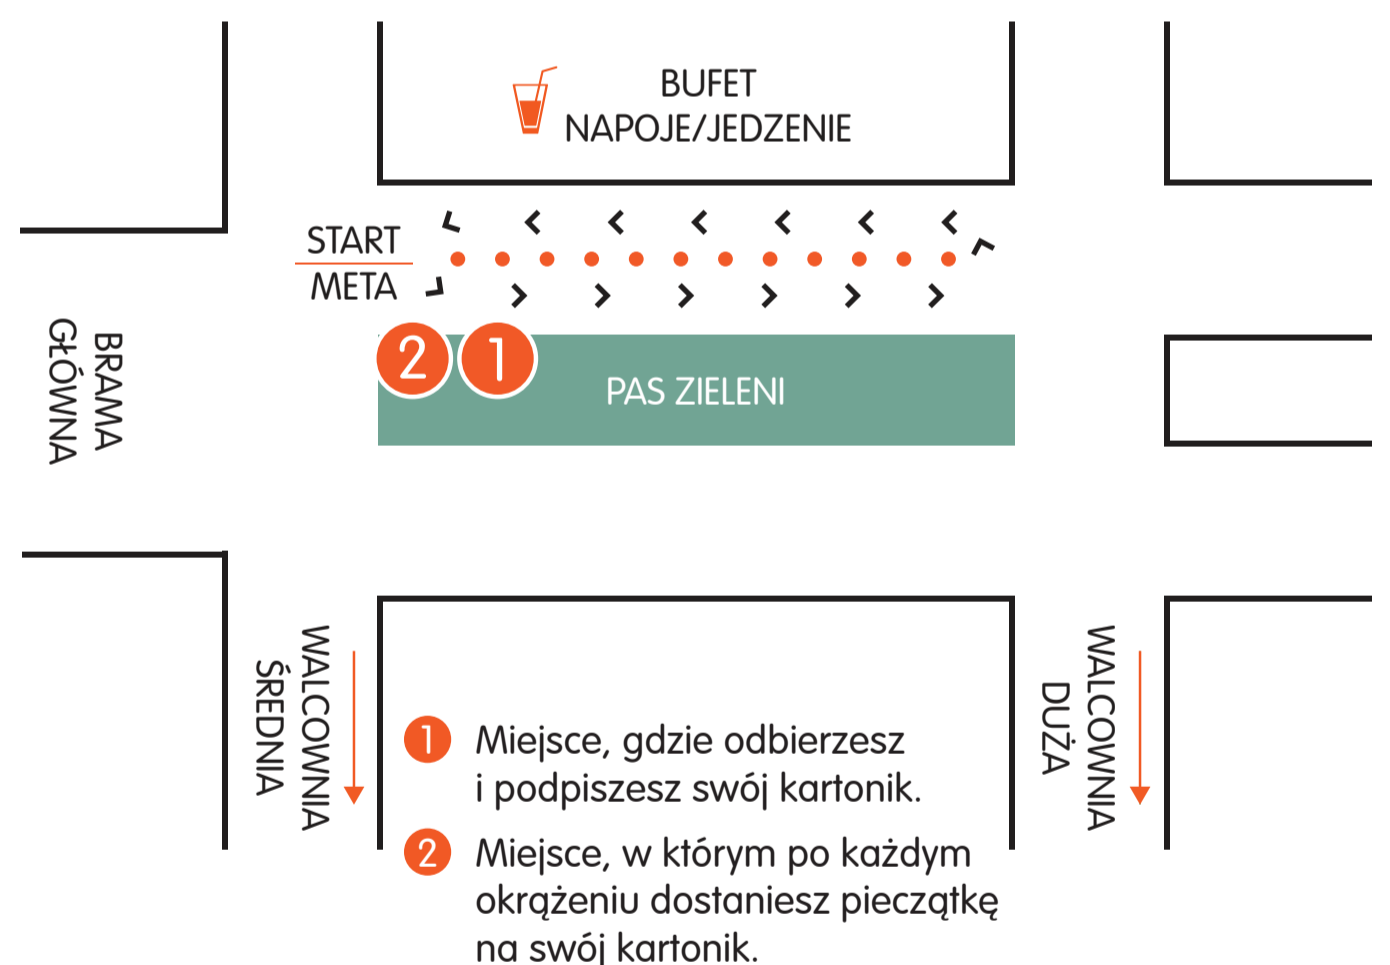 BUFET
NAPOJE/JEDZENIE
START
META
BRAMA
GŁÓWNA
2
1
PAS ZIELENI
WALCOWNIA
ŚREDNIA
WALCOWNIA
DUŻA
1 Miejsce, gdzie odbierzesz
i podpiszesz swój kartonik.
2 Miejsce, w którym po każdym
okrążeniu dostaniesz pieczątkę
na swój kartonik.